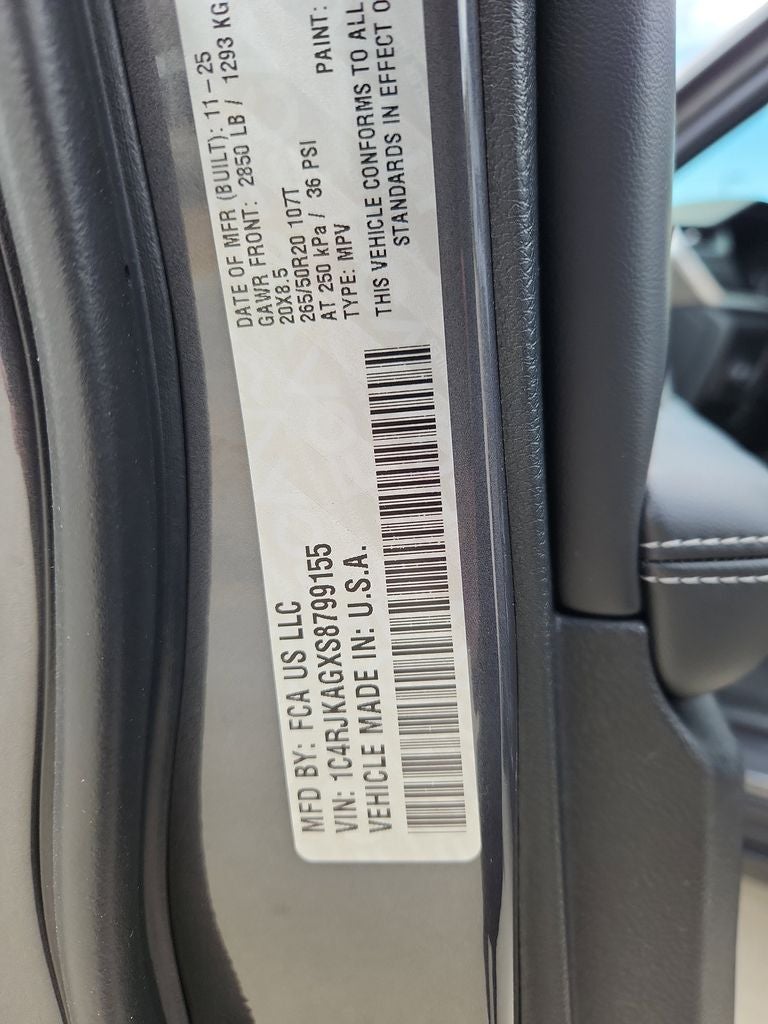 MFD BY: FCA US LLC
DATE OF MFR (BUILT): 11-25
GAWR FRONT: 2850 LB / 1293 KG
20X8.5
265/50R20 107T
AT 250 kPa / 36 PSI
TYPE: MPV
PAINT:
VIN: 1C4RJKAGXS8799155
VEHICLE MADE IN: U.S.A.
THIS VEHICLE CONFORMS TO ALL
STANDARDS IN EFFECT O